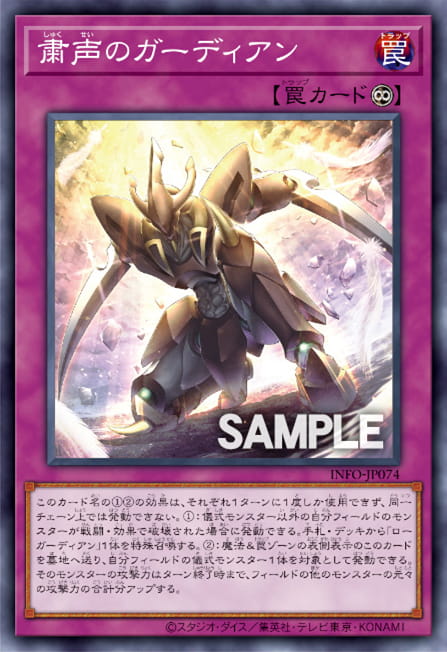 粛声のガーディアン
罠
【罠カード】
SAMPLE
INFO-JP074
このカード名の①②の効果は、それぞれ1ターンに1度しか使用できず、同一
チェーン上では発動できない。①：儀式モンスター以外の自分フィールドのモン
スターが戦闘・効果で破壊された場合に発動できる。手札・デッキから「ロー
ガーディアン」1体を特殊召喚する。②：魔法＆罠ゾーンの表側表示のこのカード
を墓地へ送り、自分フィールドの儀式モンスター1体を対象として発動できる。
そのモンスターの攻撃力はターン終了時まで、フィールドの他のモンスターの元々
の攻撃力の合計分アップする。
©スタジオ・ダイス／集英社・テレビ東京・KONAMI